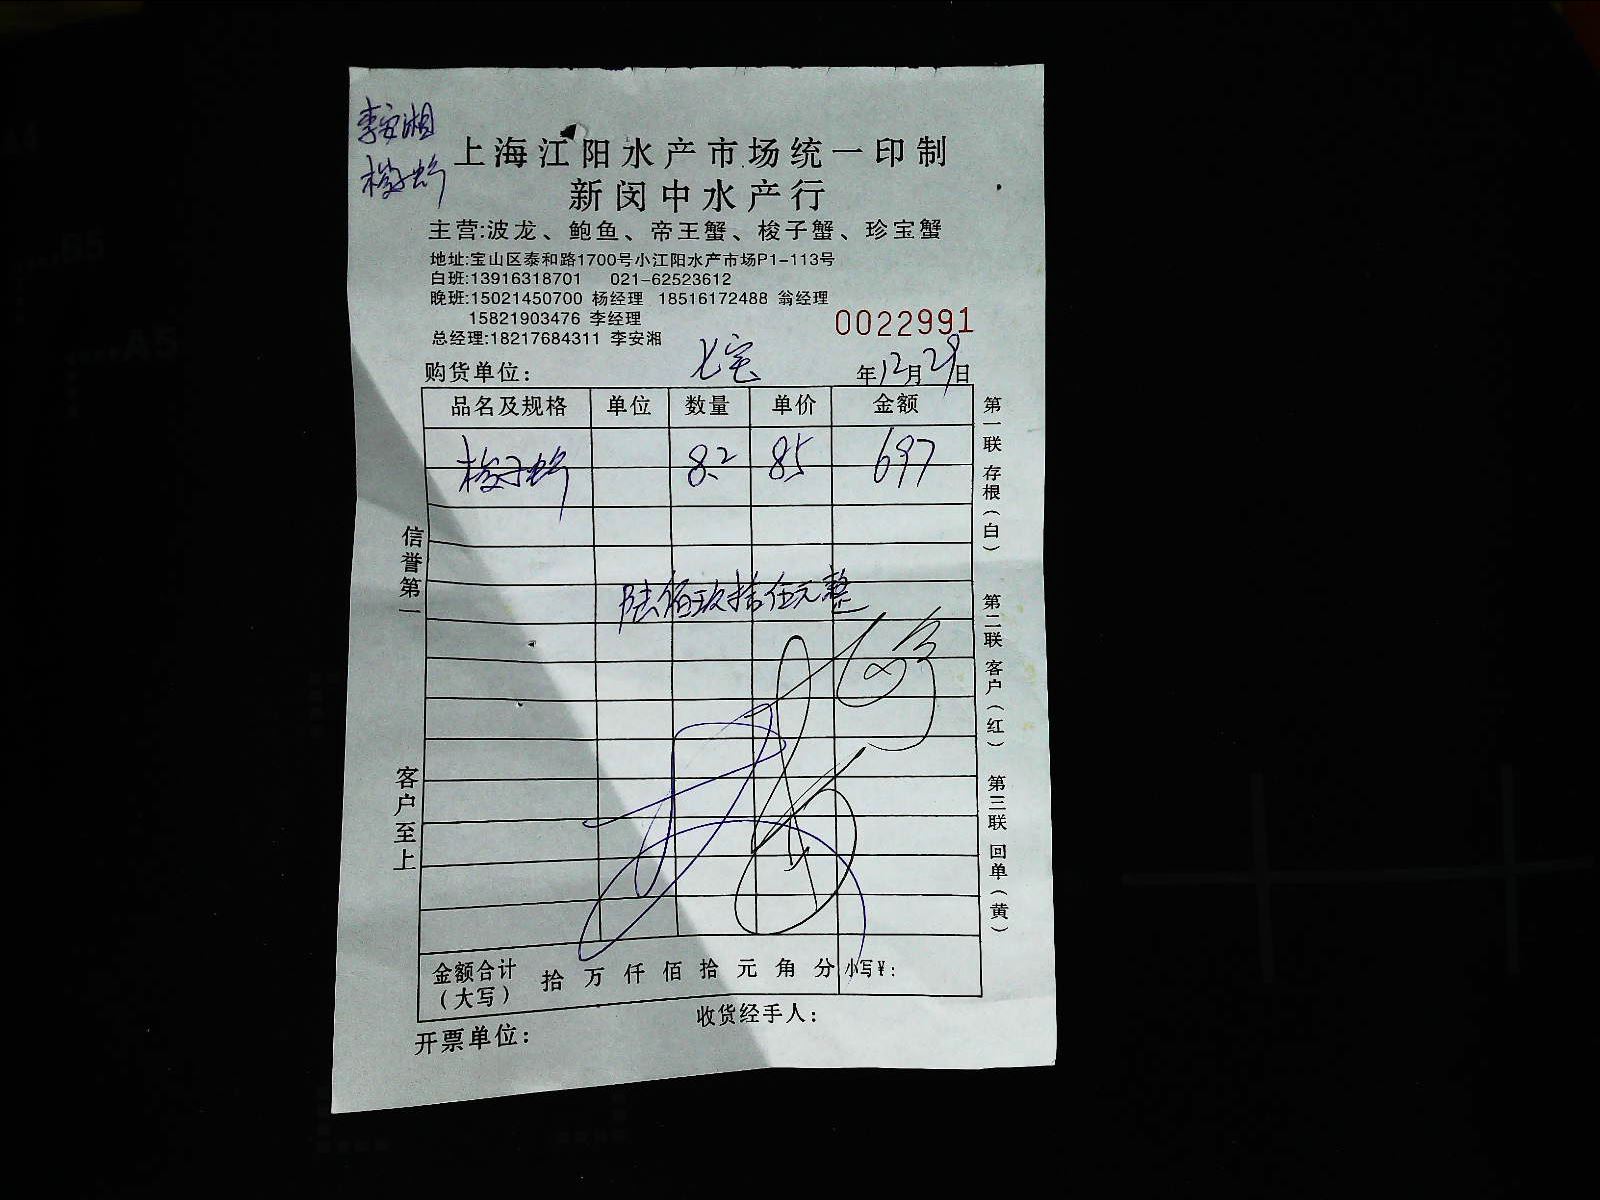 李安湘
梭子蟹
上海江阳水产市场统一印制
新闵中水产行
主营:波龙、鲍鱼、帝王蟹、梭子蟹、珍宝蟹
地址:宝山区泰和路1700号小江阳水产市场P1-113号
白班:13916318701 021-62523612
晚班:15021450700 杨经理 18516172488 翁经理
15821903476 李经理
总经理:18217684311 李安湘
0022991
购货单位: 七宝 年12月29日
品名及规格 单位 数量 单价 金额
梭子蟹 8.2 85 697
陆佰玖拾伍元整
金额合计(大写) 拾 万 仟 佰 拾 元 角 分 小写¥:
开票单位: 收货经手人:
信誉第一 客户至上
第一联 存根(白) 第二联 客户(红) 第三联 回单(黄)